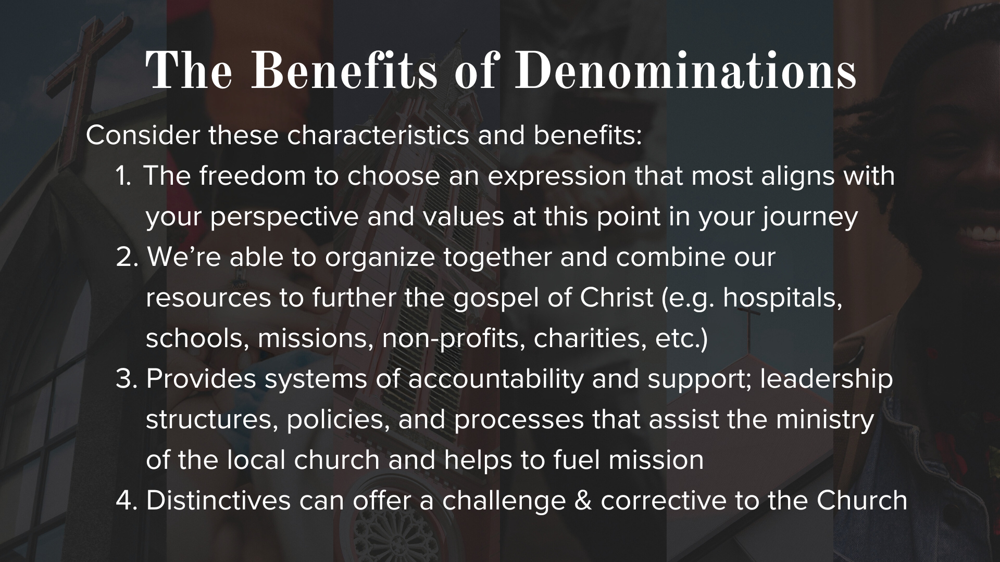 The Benefits of Denominations
Consider these characteristics and benefits:
1. The freedom to choose an expression that most aligns with
your perspective and values at this point in your journey
2. We’re able to organize together and combine our
resources to further the gospel of Christ (e.g. hospitals,
schools, missions, non-profits, charities, etc.)
3. Provides systems of accountability and support; leadership
structures, policies, and processes that assist the ministry
of the local church and helps to fuel mission
4. Distinctives can offer a challenge & corrective to the Church